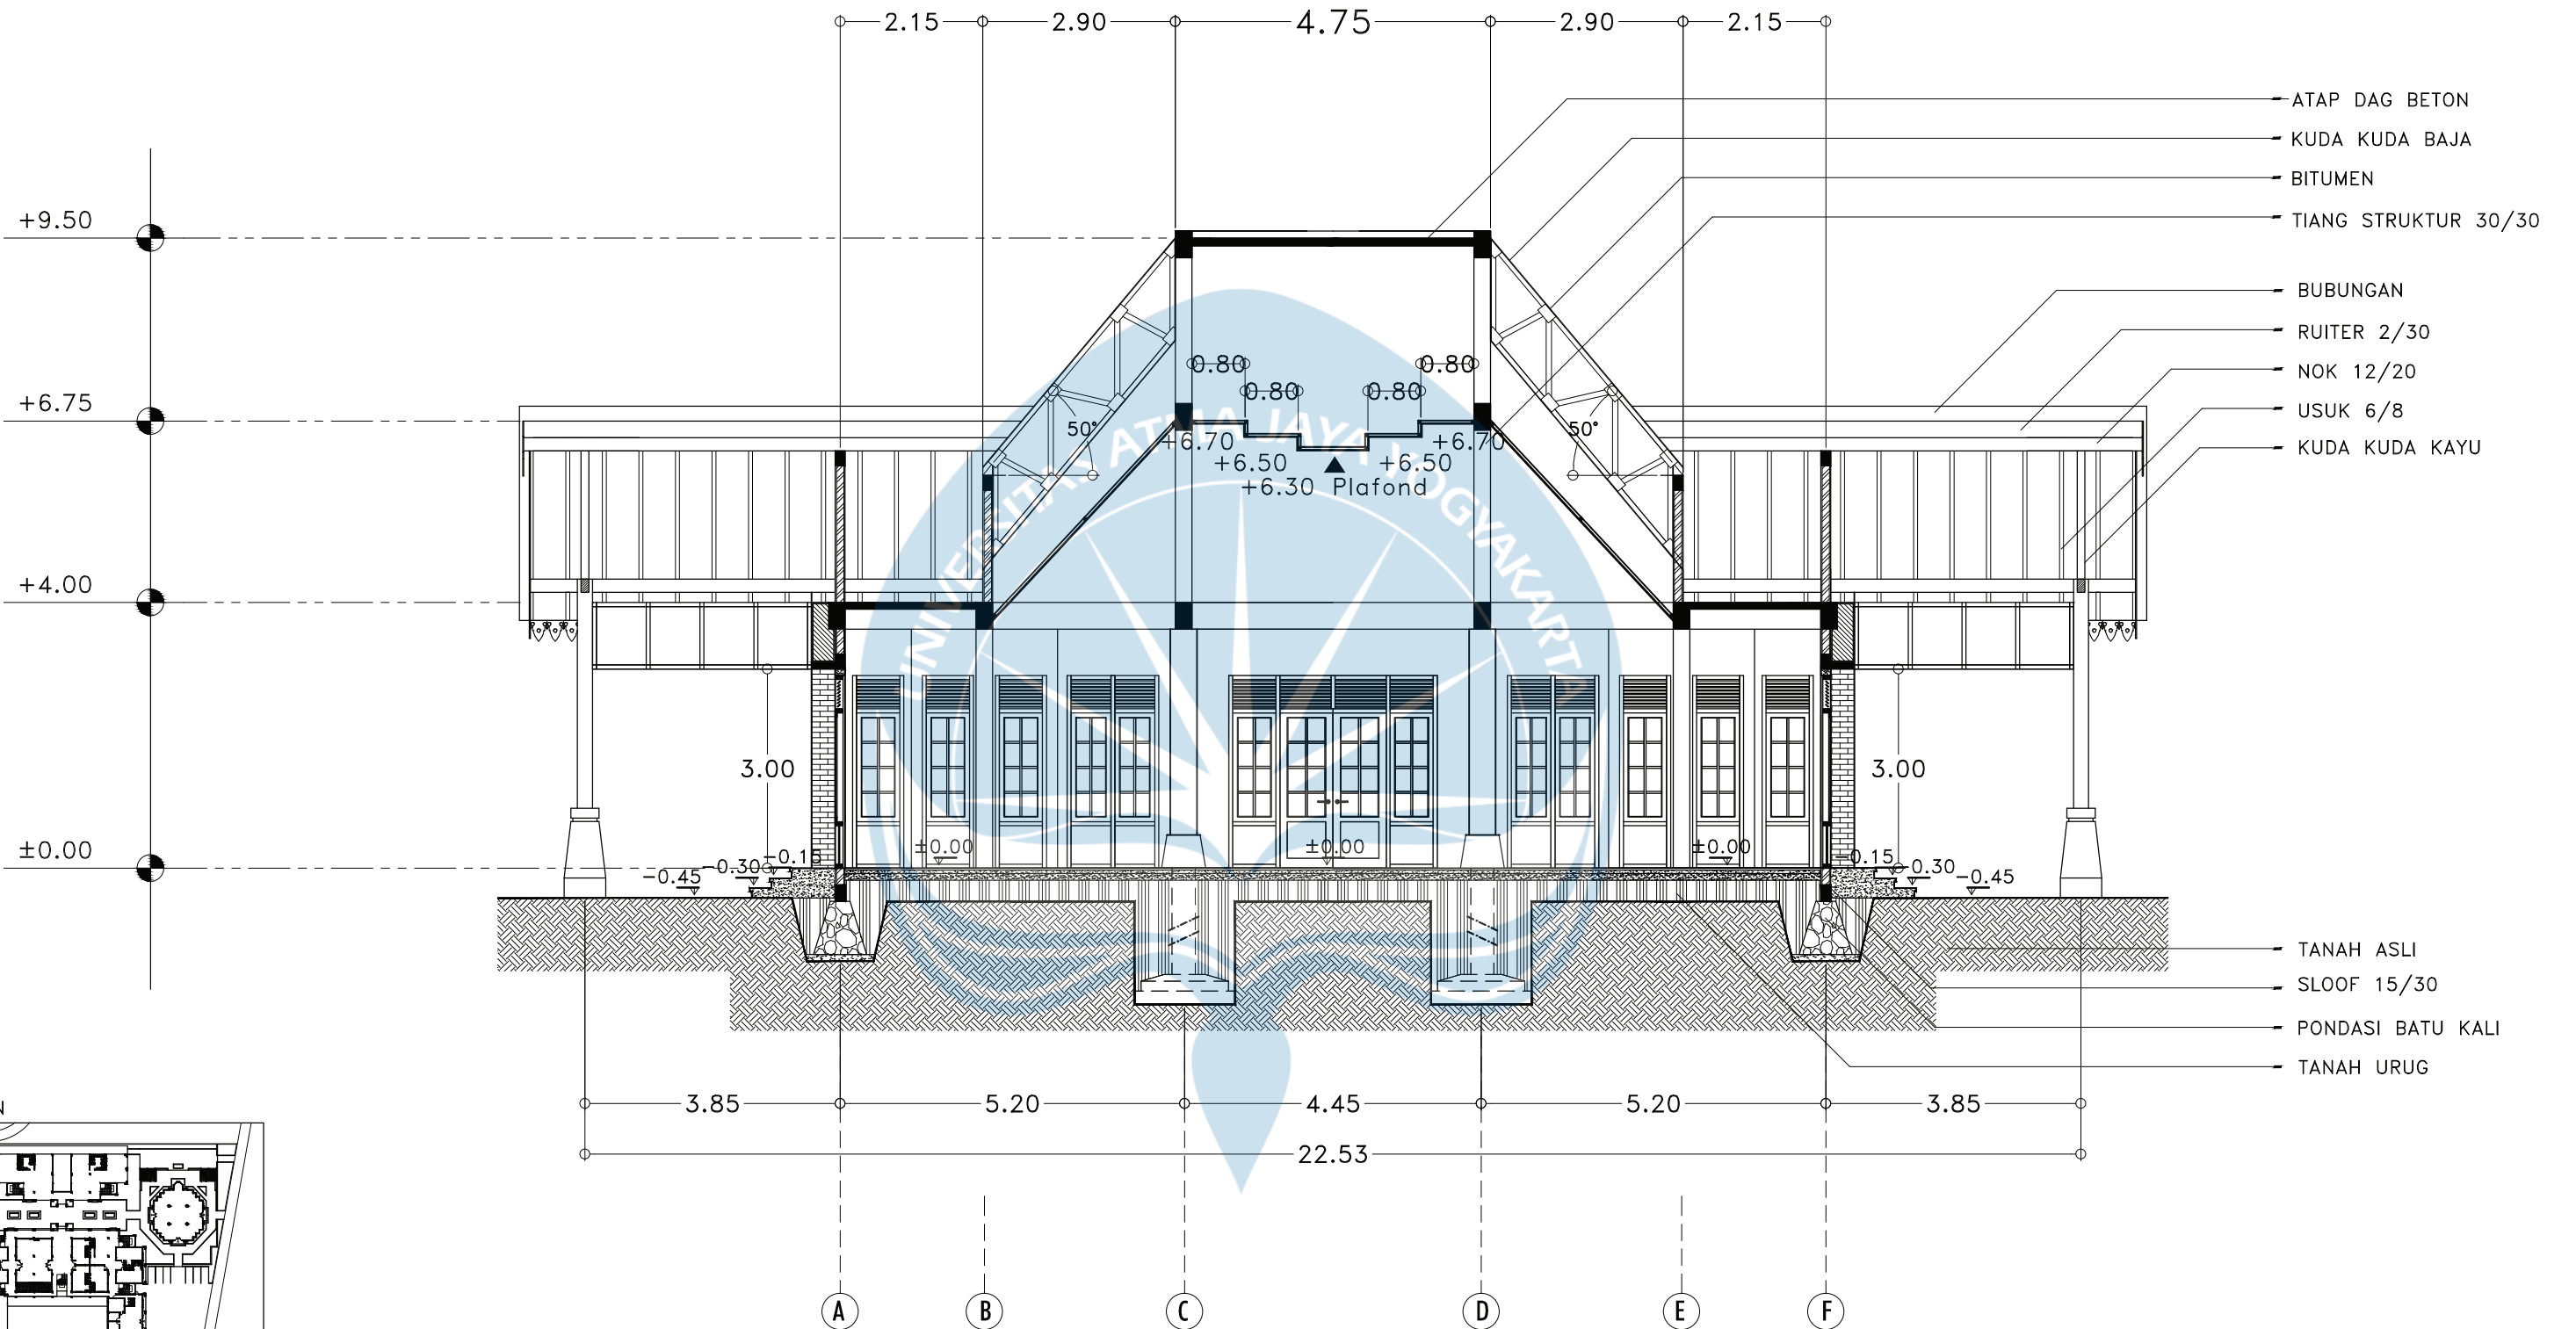 2.15 2.90 4.75 2.90 2.15
ATAP DAG BETON
KUDA KUDA BAJA
BITUMEN
TIANG STRUKTUR 30/30
+9.50
BUBUNGAN
RUITER 2/30
NOK 12/20
USUK 6/8
KUDA KUDA KAYU
0.80 0.80
0.80 0.80
+6.75
50° 50°
+6.70 +6.70
+6.50 +6.50
+6.30 Plafond
UNIVERSITAS ATMA JAYA YOGYAKARTA
+4.00
3.00 3.00
±0.00
±0.00 ±0.00 ±0.00
-0.45 -0.30 -0.15
-0.15 -0.30 -0.45
TANAH ASLI
SLOOF 15/30
PONDASI BATU KALI
TANAH URUG
3.85 5.20 4.45 5.20 3.85
22.53
A B C D E F